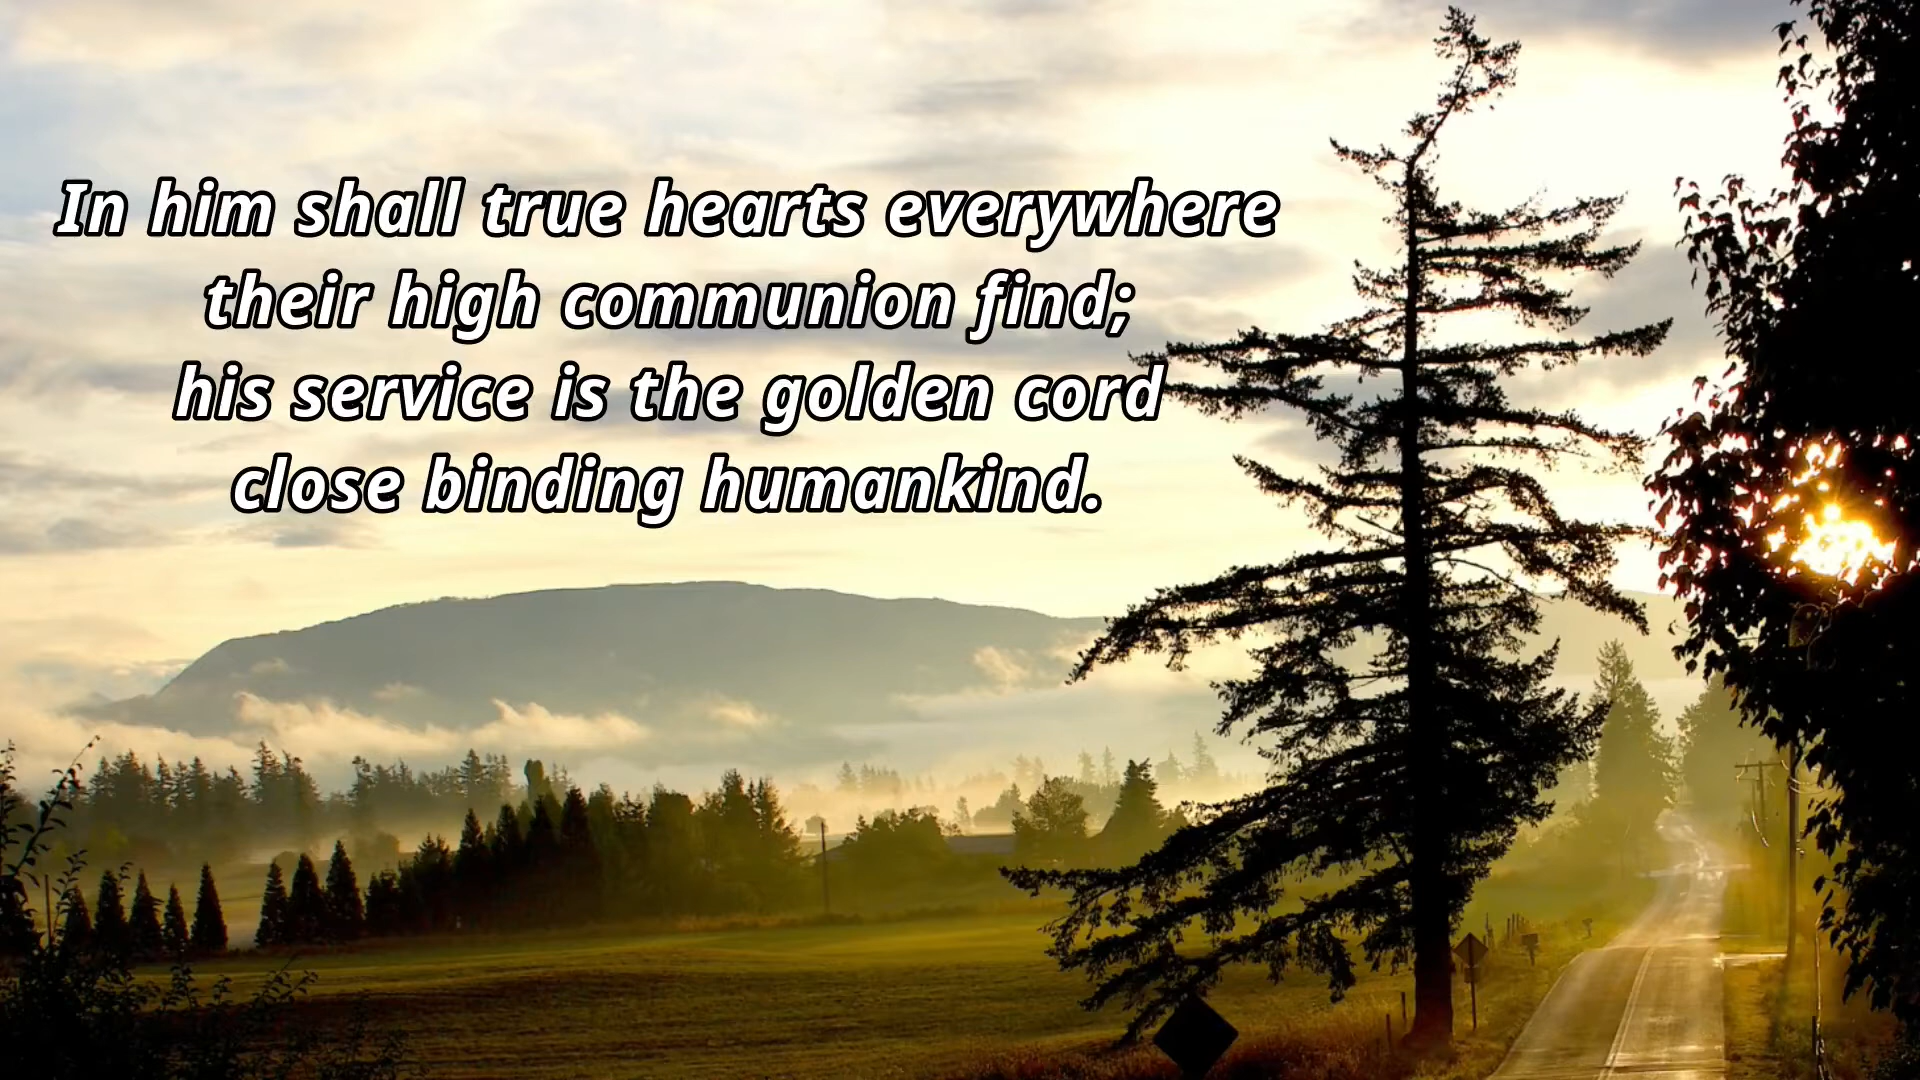 In him shall true hearts everywhere
their high communion find;
his service is the golden cord
close binding humankind.